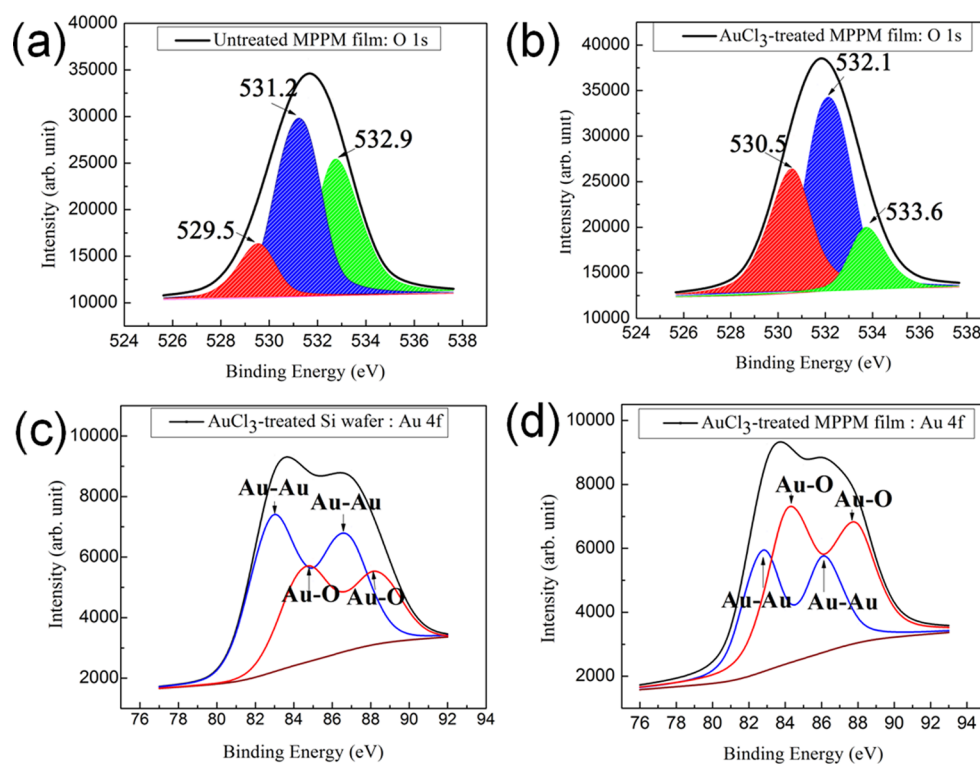 (a)
Untreated MPPM film: O 1s
40000
35000
30000
25000
20000
15000
10000
Intensity (arb. unit)
531.2
532.9
529.5
524 526 528 530 532 534 536 538
Binding Energy (eV)
(b)
AuCl3-treated MPPM film: O 1s
40000
35000
30000
25000
20000
15000
10000
Intensity (arb. unit)
532.1
530.5
533.6
524 526 528 530 532 534 536 538
Binding Energy (eV)
(c)
AuCl3-treated Si wafer : Au 4f
10000
8000
6000
4000
2000
Intensity (arb. unit)
Au-Au
Au-Au
Au-O
Au-O
76 78 80 82 84 86 88 90 92 94
Binding Energy (eV)
(d)
AuCl3-treated MPPM film : Au 4f
10000
8000
6000
4000
2000
Intensity (arb. unit)
Au-O
Au-O
Au-Au
Au-Au
76 78 80 82 84 86 88 90 92 94
Binding Energy (eV)